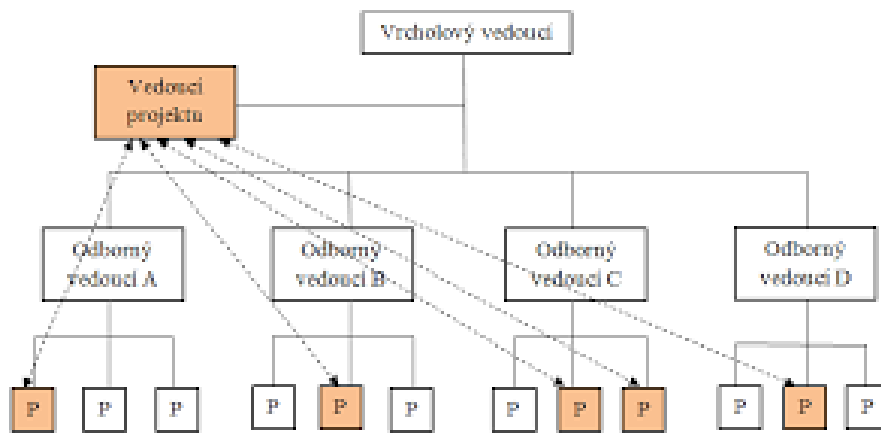 Vrcholový vedoucí
Vedoucí
projektu
Odborný
vedoucí A
Odborný
vedoucí B
Odborný
vedoucí C
Odborný
vedoucí D
P P P P P P P P P P P P